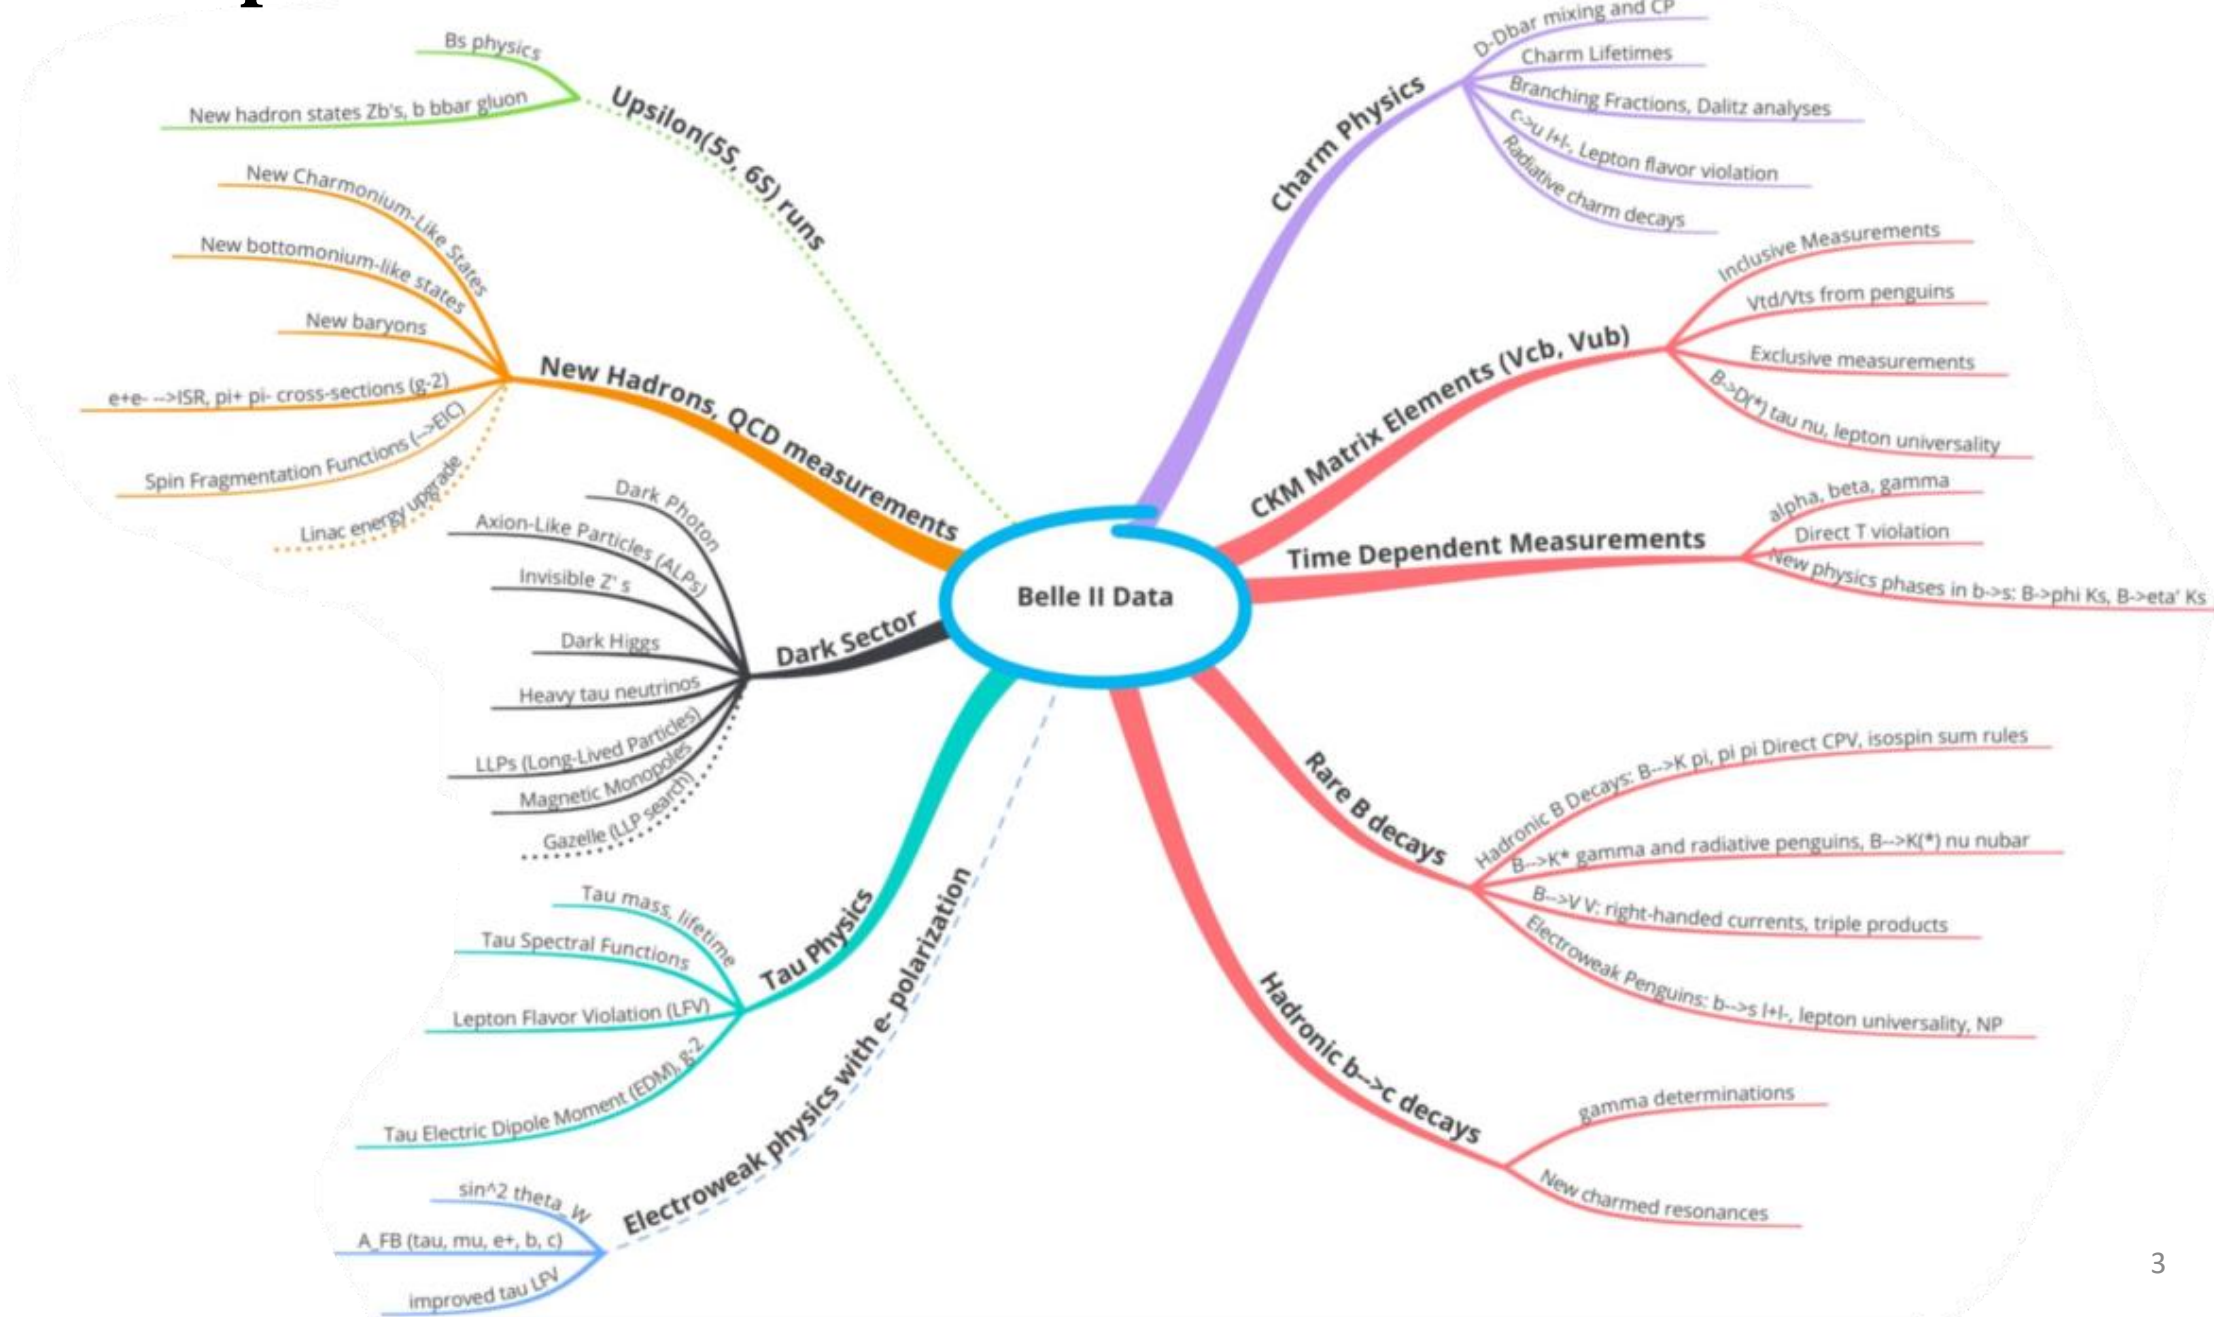 Belle II Data
Upsilon(5S, 6S) runs
Bs physics
New hadron states Zb's, b bbar gluon
New Hadrons, QCD measurements
New Charmonium-Like States
New bottomonium-like states
New baryons
e+e- -->ISR, pi+ pi- cross-sections (g-2)
Spin Fragmentation Functions (-->EIC)
Linac energy upgrade
Dark Sector
Dark Photon
Axion-Like Particles (ALPs)
Invisible Z' s
Dark Higgs
Heavy tau neutrinos
LLPs (Long-Lived Particles)
Magnetic Monopoles
Gazelle (LLP search)
Tau Physics
Tau mass, lifetime
Tau Spectral Functions
Lepton Flavor Violation (LFV)
Tau Electric Dipole Moment (EDM), g-2
Electroweak physics with e- polarization
sin^2 theta_W
A_FB (tau, mu, e+, b, c)
improved tau LFV
Charm Physics
D-Dbar mixing and CP
Charm Lifetimes
Branching Fractions, Dalitz analyses
c->u l+l-, Lepton flavor violation
Radiative charm decays
CKM Matrix Elements (Vcb, Vub)
Inclusive Measurements
Vtd/Vts from penguins
Exclusive measurements
B->D(*) tau nu, lepton universality
Time Dependent Measurements
alpha, beta, gamma
Direct T violation
New physics phases in b->s: B->phi Ks, B->eta' Ks
Rare B decays
Hadronic B Decays: B-->K pi, pi pi Direct CPV, isospin sum rules
B-->K* gamma and radiative penguins, B-->K(*) nu nubar
B-->V V: right-handed currents, triple products
Electroweak Penguins: b-->s l+l-, lepton universality, NP
Hadronic b-->c decays
gamma determinations
New charmed resonances
3